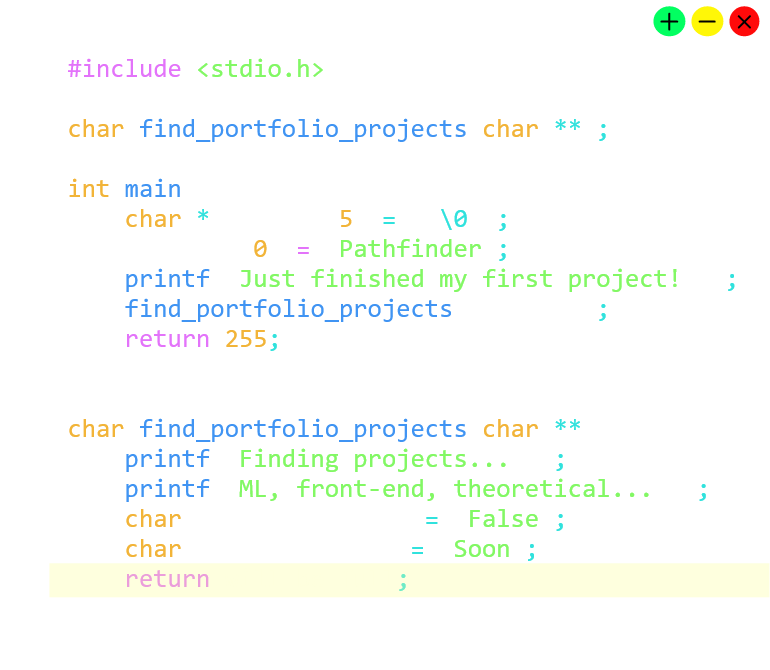 #include <stdio.h>
char find_portfolio_projects char ** ;
int main
char * 5 = \0 ;
0 = Pathfinder ;
printf Just finished my first project! ;
find_portfolio_projects ;
return 255;
char find_portfolio_projects char **
printf Finding projects... ;
printf ML, front-end, theoretical... ;
char = False ;
char = Soon ;
return ;